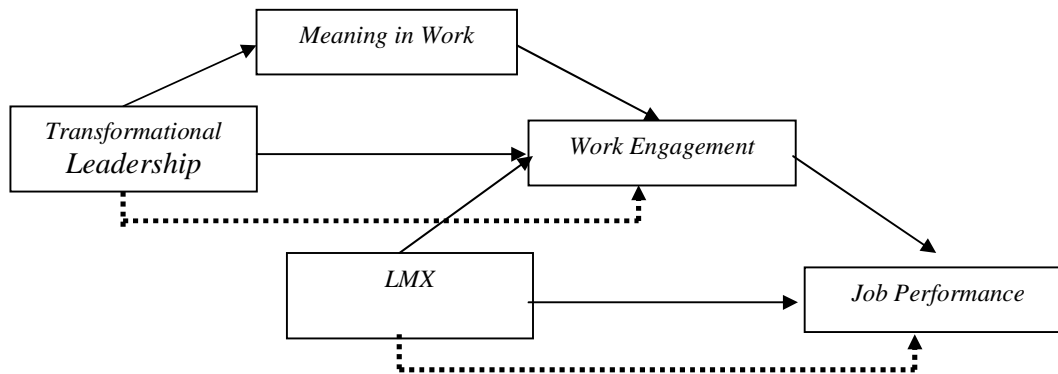 Meaning in Work
Transformational
Leadership
Work Engagement
LMX
Job Performance